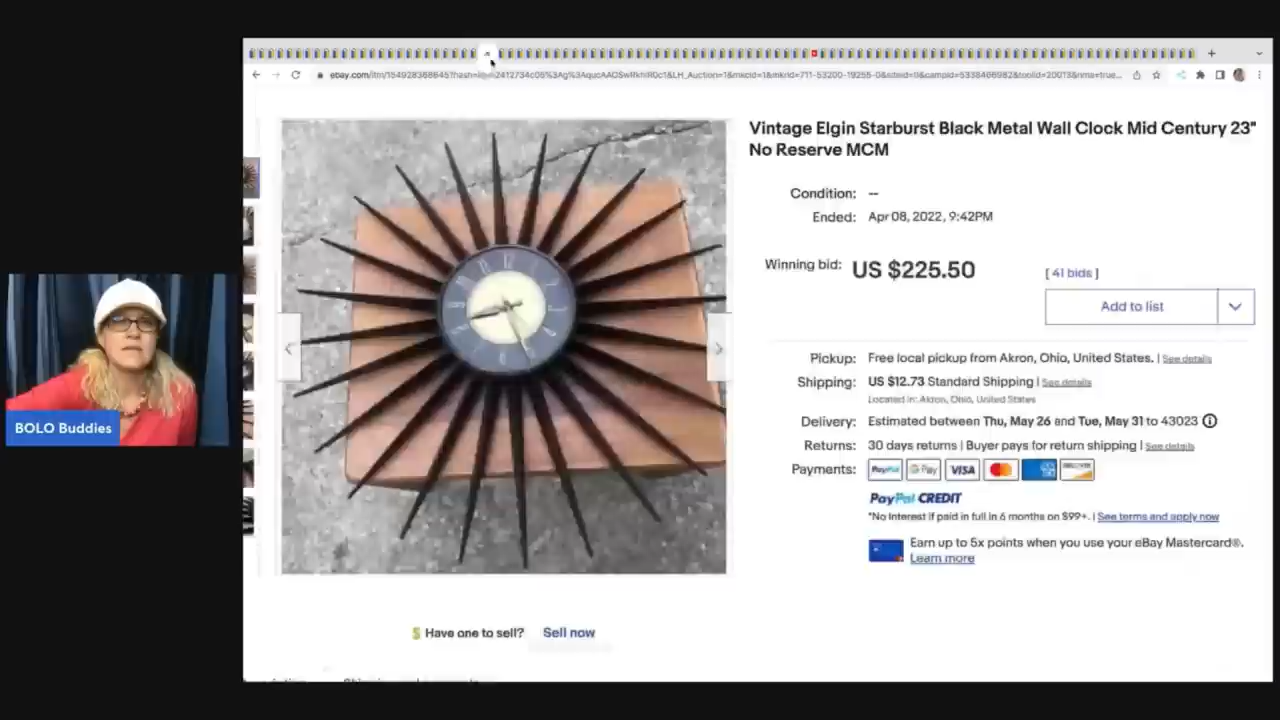 Vintage Elgin Starburst Black Metal Wall Clock Mid Century 23"
No Reserve MCM
Condition: --
Ended: Apr 08, 2022, 9:42PM
Winning bid: US $225.50 [ 41 bids ]
Add to list
Pickup: Free local pickup from Akron, Ohio, United States. | See details
Shipping: US $12.73 Standard Shipping | See details
Located in: Akron, Ohio, United States
Delivery: Estimated between Thu, May 26 and Tue, May 31 to 43023
Returns: 30 days returns | Buyer pays for return shipping | See details
Payments: PayPal G Pay VISA
PayPal CREDIT
*No Interest if paid in full in 6 months on $99+. | See terms and apply now
Earn up to 5x points when you use your eBay Mastercard®.
Learn more
BOLO Buddies
$ Have one to sell? Sell now